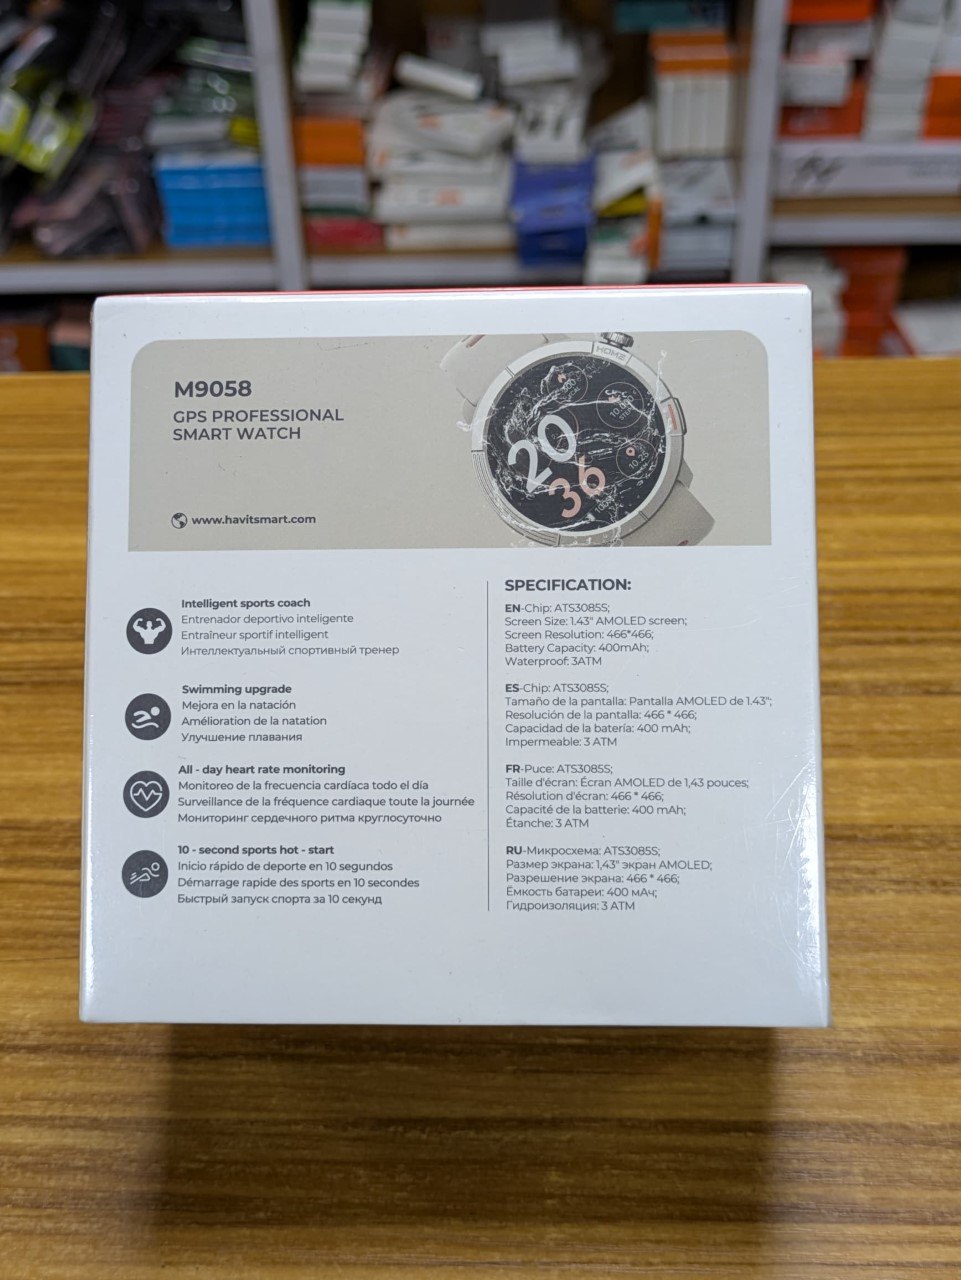 M9058
GPS PROFESSIONAL
SMART WATCH
www.havitsmart.com
HOME
20
36
10.25
Intelligent sports coach
Entrenador deportivo inteligente
Entraîneur sportif intelligent
Интеллектуальный спортивный тренер
Swimming upgrade
Mejora en la natación
Amélioration de la natation
Улучшение плавания
All - day heart rate monitoring
Monitoreo de la frecuencia cardíaca todo el día
Surveillance de la fréquence cardiaque toute la journée
Мониторинг сердечного ритма круглосуточно
10 - second sports hot - start
Inicio rápido de deporte en 10 segundos
Démarrage rapide des sports en 10 secondes
Быстрый запуск спорта за 10 секунд
SPECIFICATION:
EN-Chip: ATS3085S;
Screen Size: 1.43" AMOLED screen;
Screen Resolution: 466*466;
Battery Capacity: 400mAh;
Waterproof: 3ATM
ES-Chip: ATS3085S;
Tamaño de la pantalla: Pantalla AMOLED de 1.43";
Resolución de la pantalla: 466 * 466;
Capacidad de la batería: 400 mAh;
Impermeable: 3 ATM
FR-Puce: ATS3085S;
Taille d'écran: Écran AMOLED de 1,43 pouces;
Résolution d'écran: 466 * 466;
Capacité de la batterie: 400 mAh;
Étanche: 3 ATM
RU-Микросхема: ATS3085S;
Размер экрана: 1,43" экран AMOLED;
Разрешение экрана: 466 * 466;
Ёмкость батареи: 400 мАч;
Гидроизоляция: 3 ATM